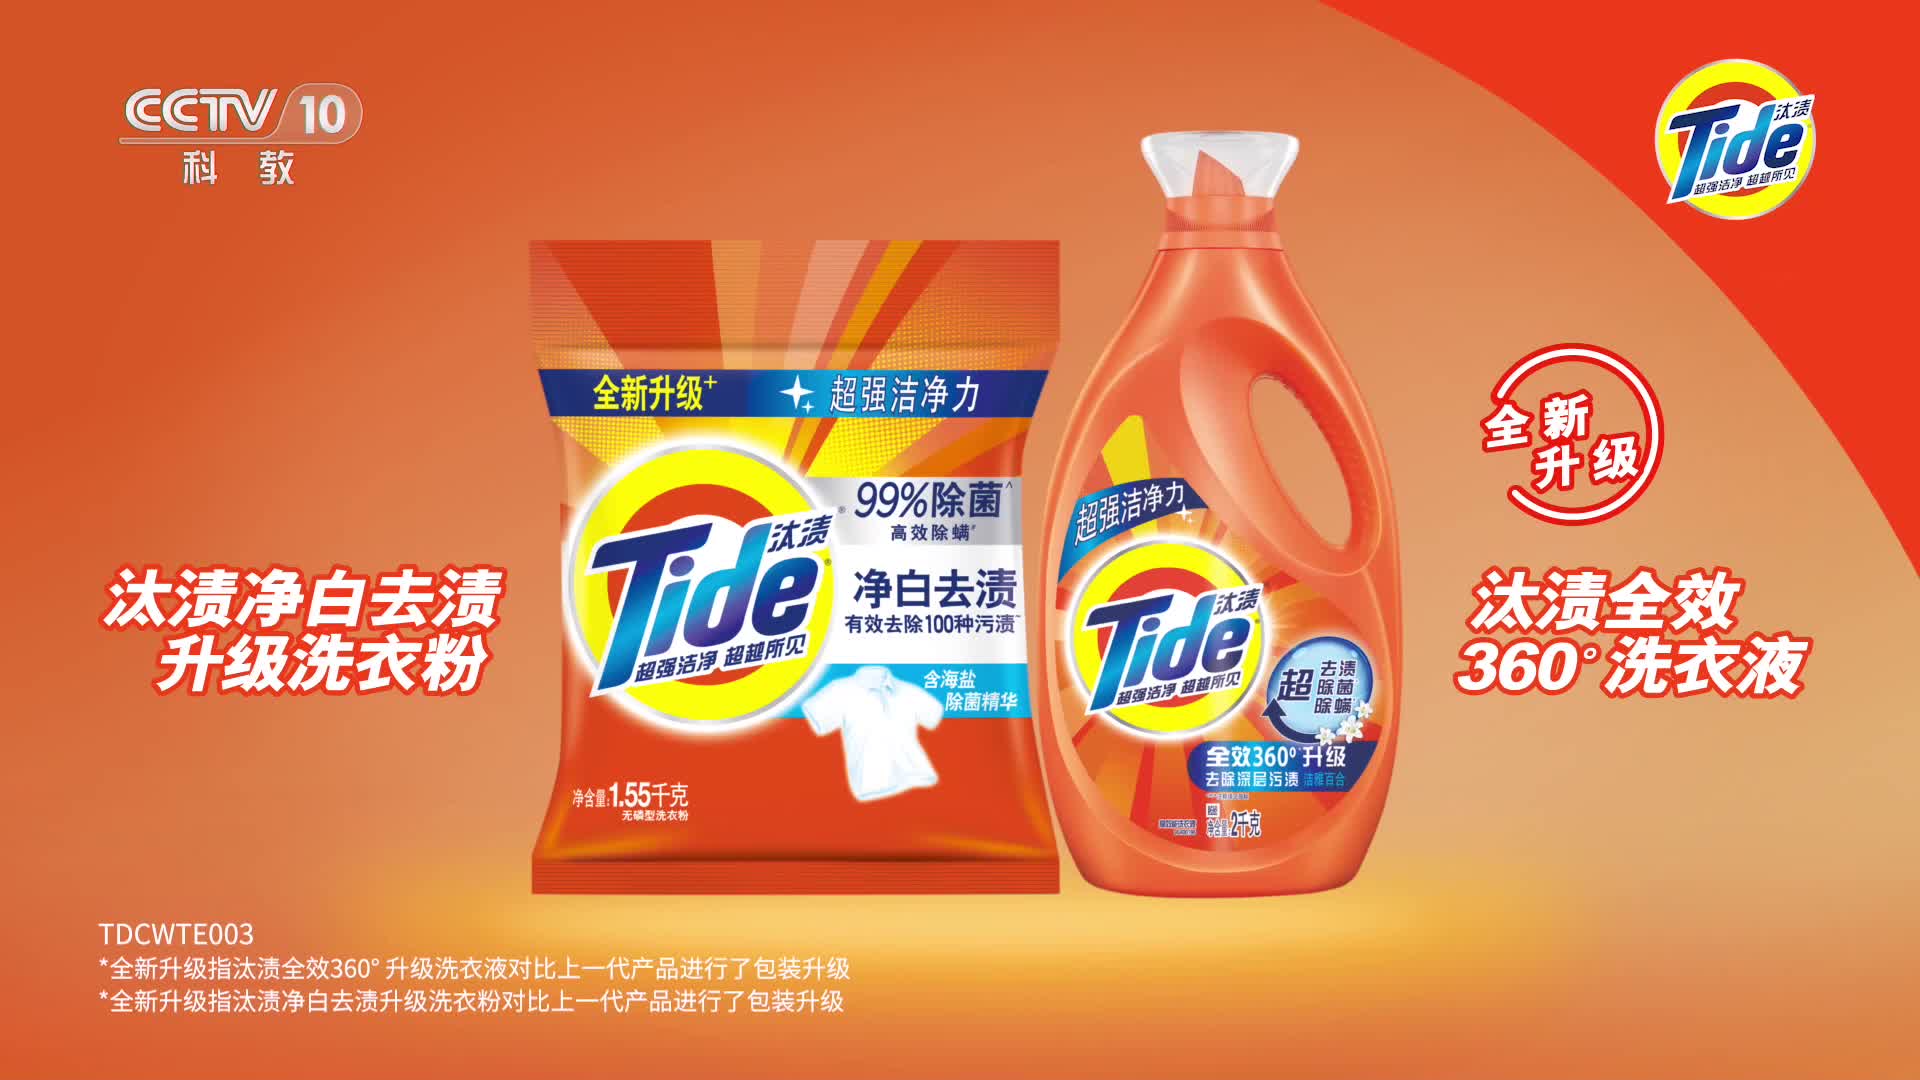 CCTV 10
科 教
Tide 汰渍
超强洁净 超越所见
全新升级+ 超强洁净力
99%除菌^
高效除螨
净白去渍
有效去除100种污渍
Tide 汰渍
超强洁净 超越所见
含海盐
除菌精华
净含量:1.55千克
无磷型洗衣粉
超强洁净力
Tide 汰渍
超强洁净 超越所见
超 去渍
除菌
除螨
全效360°升级
去除深层污渍 洁雅百合
净含量:2千克
全新
升级
汰渍净白去渍
升级洗衣粉
汰渍全效
360°洗衣液
TDCWTE003
*全新升级指汰渍全效360°升级洗衣液对比上一代产品进行了包装升级
*全新升级指汰渍净白去渍升级洗衣粉对比上一代产品进行了包装升级